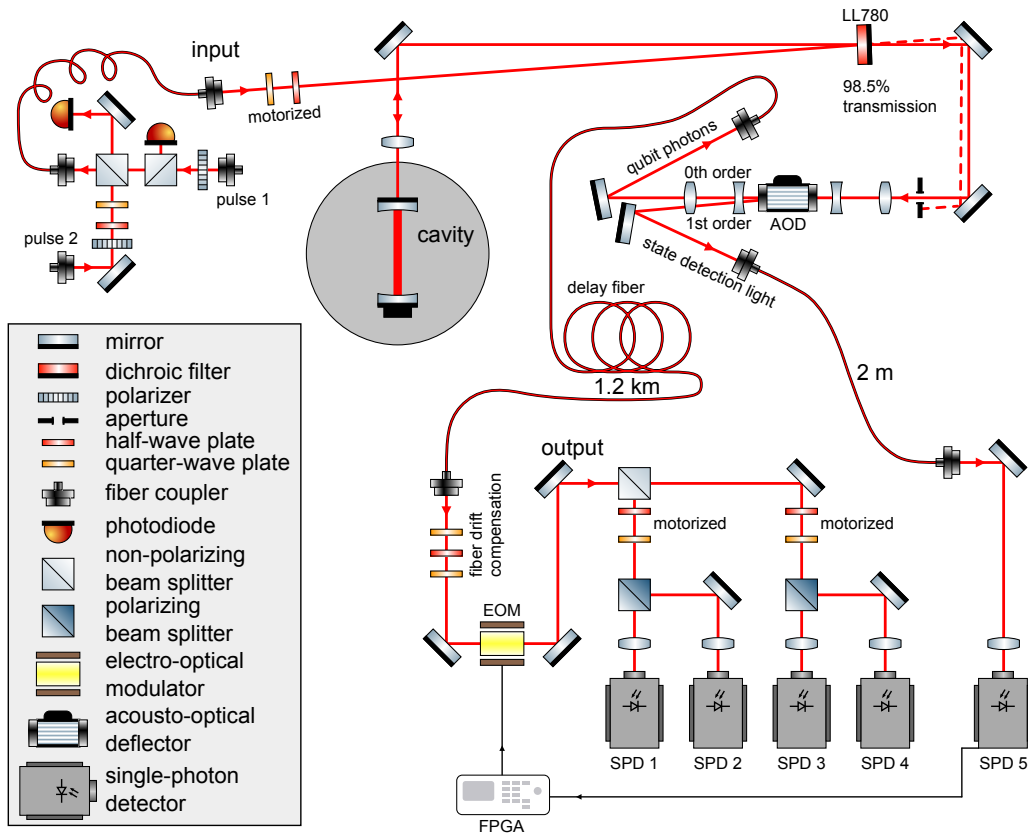 LL780
input
98.5%
transmission
motorized
qubit photons
0th order
pulse 1
1st order
AOD
pulse 2
cavity
state detection light
delay fiber
mirror
dichroic filter
polarizer
aperture
half-wave plate
quarter-wave plate
fiber coupler
photodiode
non-polarizing
beam splitter
polarizing
beam splitter
electro-optical
modulator
acousto-optical
deflector
single-photon
detector
1.2 km
2 m
output
fiber drift
compensation
motorized
motorized
EOM
SPD 1
SPD 2
SPD 3
SPD 4
SPD 5
FPGA